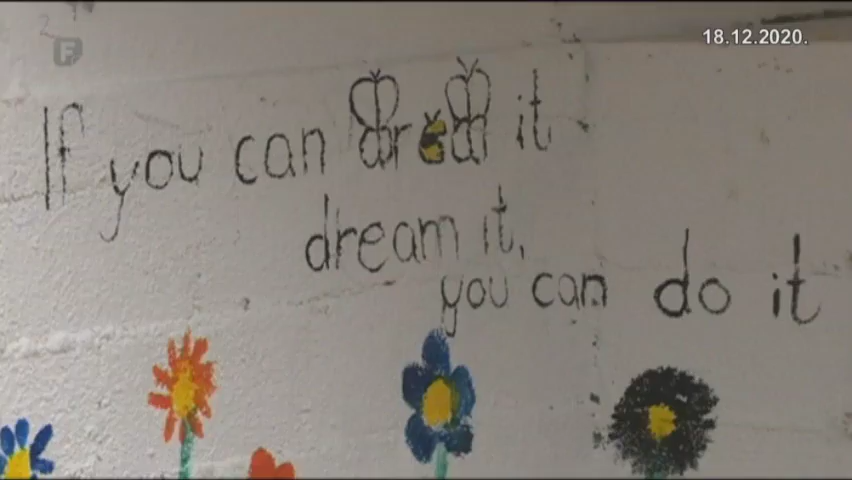 18.12.2020.
F
If you can dream it
dream it,
you can do it